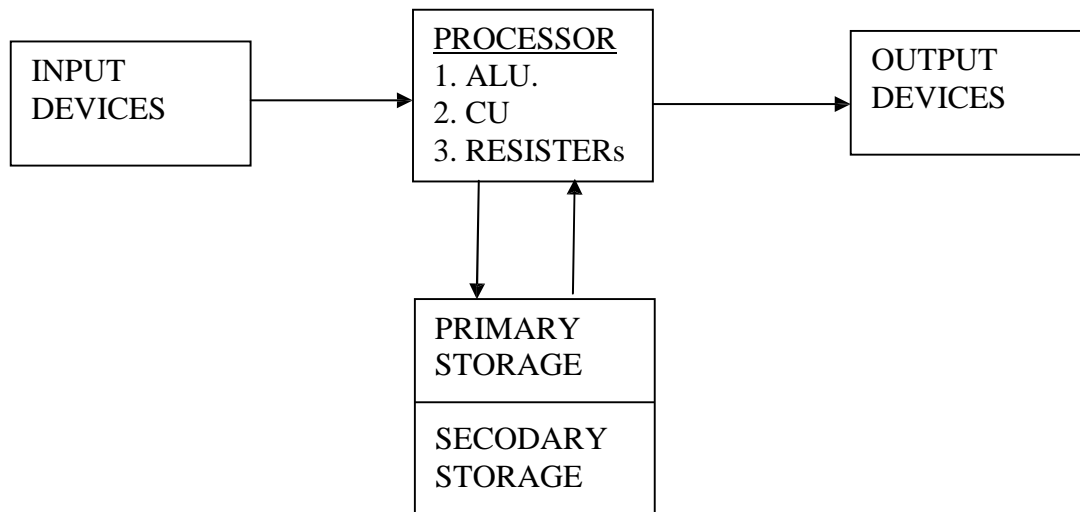 INPUT
DEVICES
PROCESSOR
1. ALU.
2. CU
3. RESISTERs
OUTPUT
DEVICES
PRIMARY
STORAGE
SECODARY
STORAGE